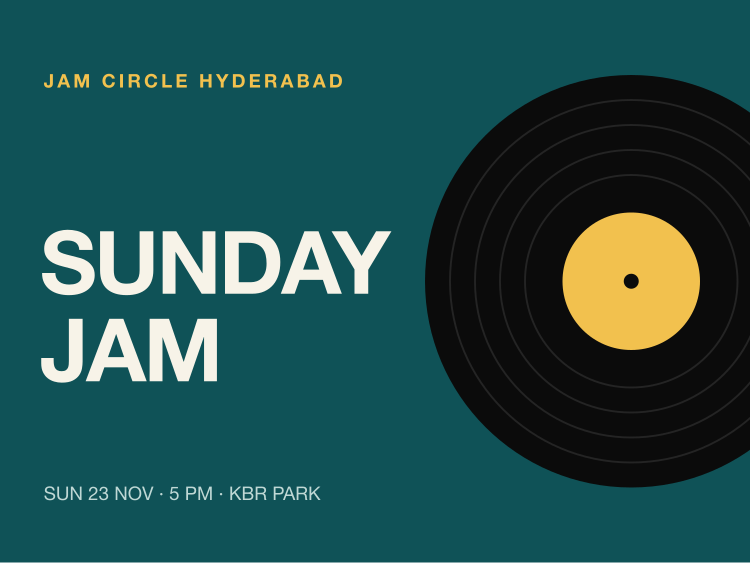 JAM CIRCLE HYDERABAD
SUNDAY
JAM
SUN 23 NOV · 5 PM · KBR PARK